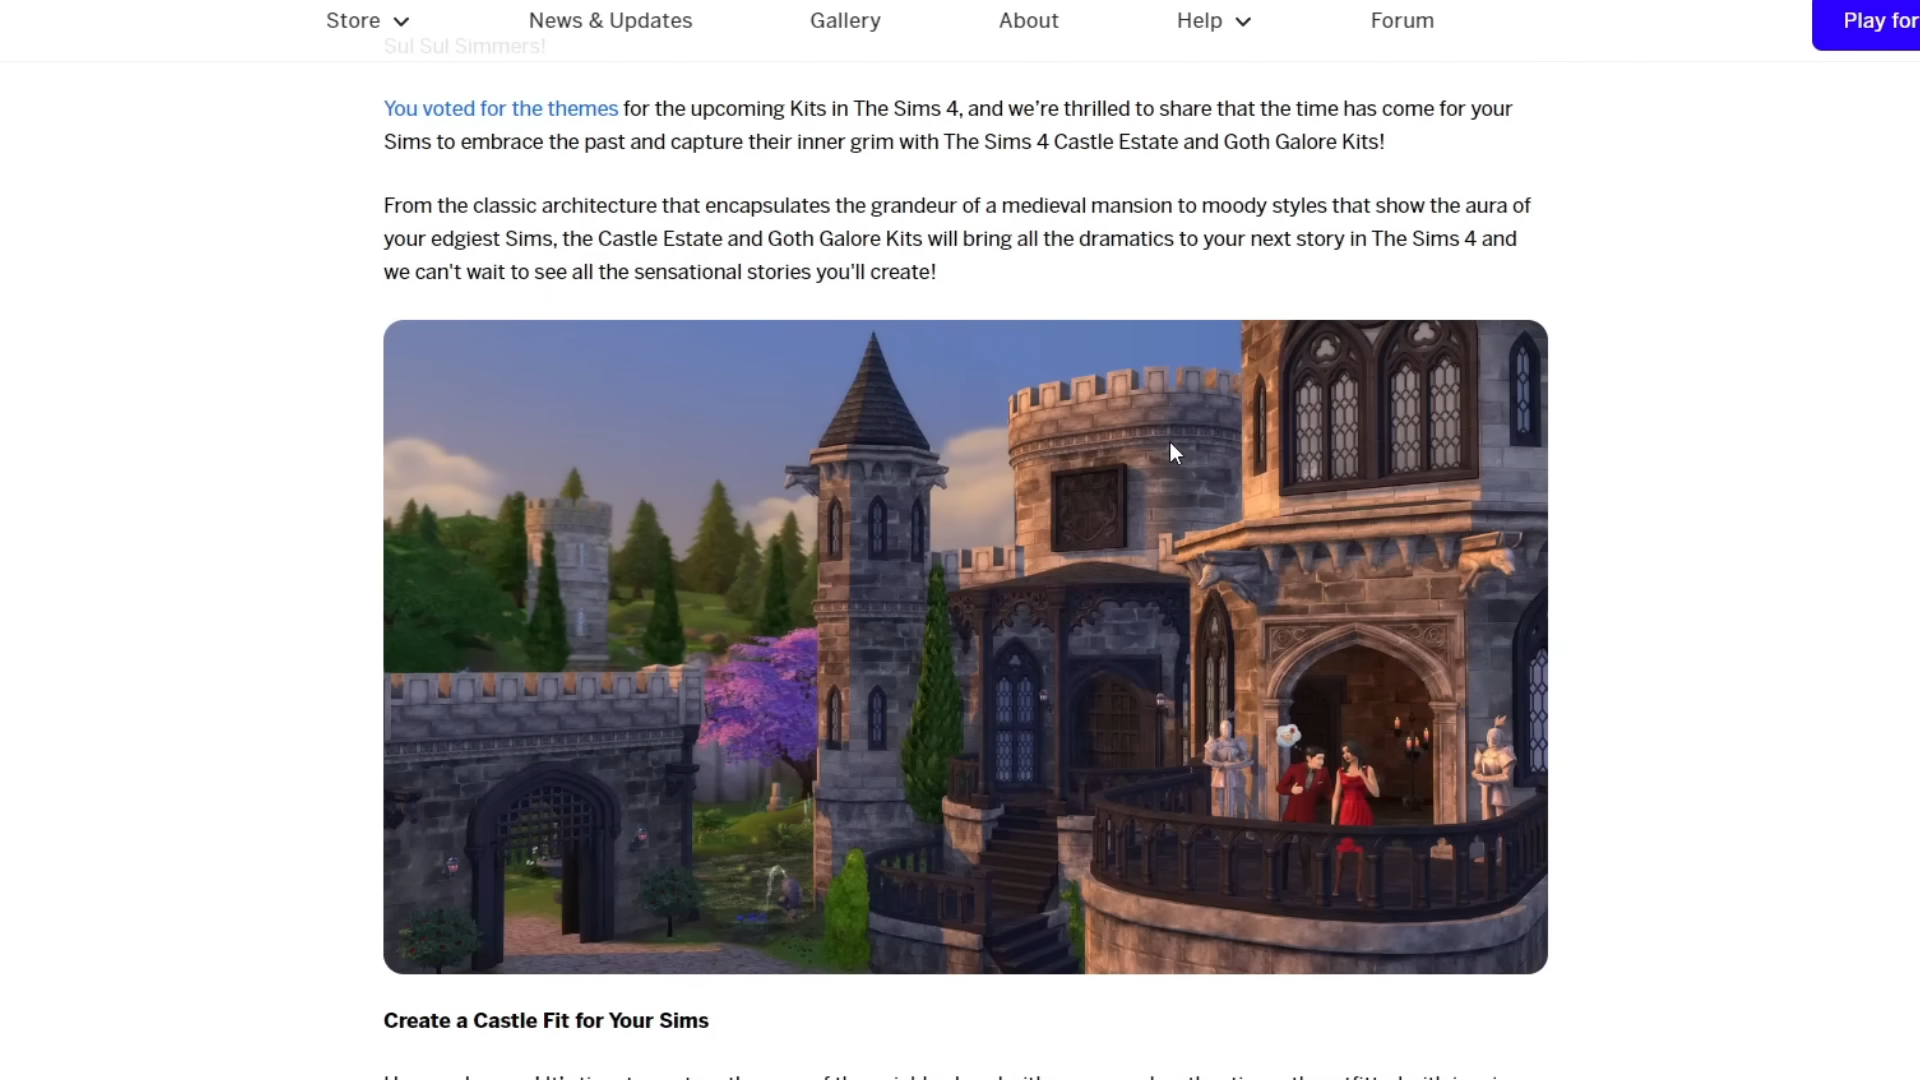 Store News & Updates Gallery About Help Forum Play for
Sul Sul Simmers!
You voted for the themes for the upcoming Kits in The Sims 4, and we’re thrilled to share that the time has come for your
Sims to embrace the past and capture their inner grim with The Sims 4 Castle Estate and Goth Galore Kits!
From the classic architecture that encapsulates the grandeur of a medieval mansion to moody styles that show the aura of
your edgiest Sims, the Castle Estate and Goth Galore Kits will bring all the dramatics to your next story in The Sims 4 and
we can't wait to see all the sensational stories you'll create!
Create a Castle Fit for Your Sims